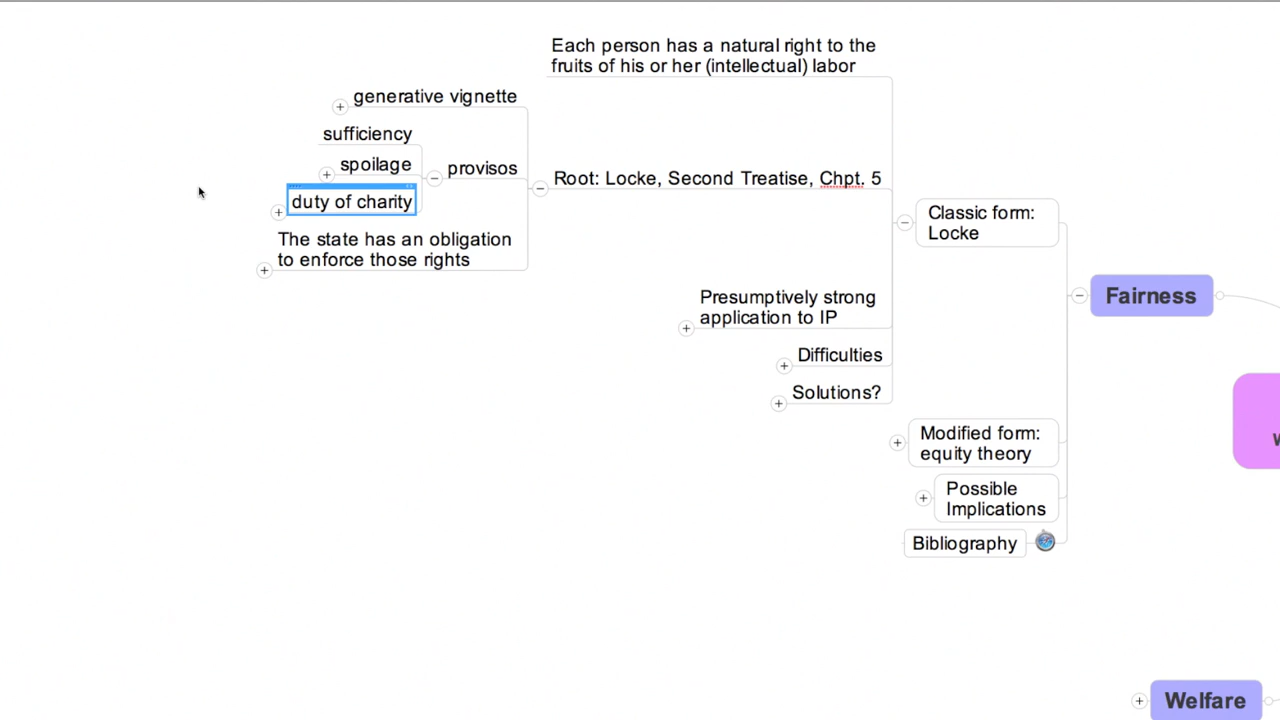 Each person has a natural right to the
fruits of his or her (intellectual) labor
generative vignette
sufficiency
spoilage
provisos
duty of charity
The state has an obligation
to enforce those rights
Root: Locke, Second Treatise, Chpt. 5
Classic form:
Locke
Fairness
Presumptively strong
application to IP
Difficulties
Solutions?
Modified form:
equity theory
Possible
Implications
Bibliography
Welfare